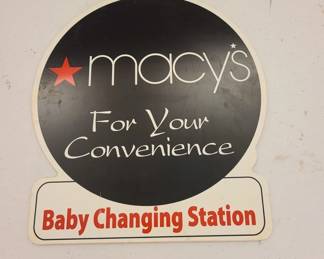 macy's
For Your
Convenience
Baby Changing Station